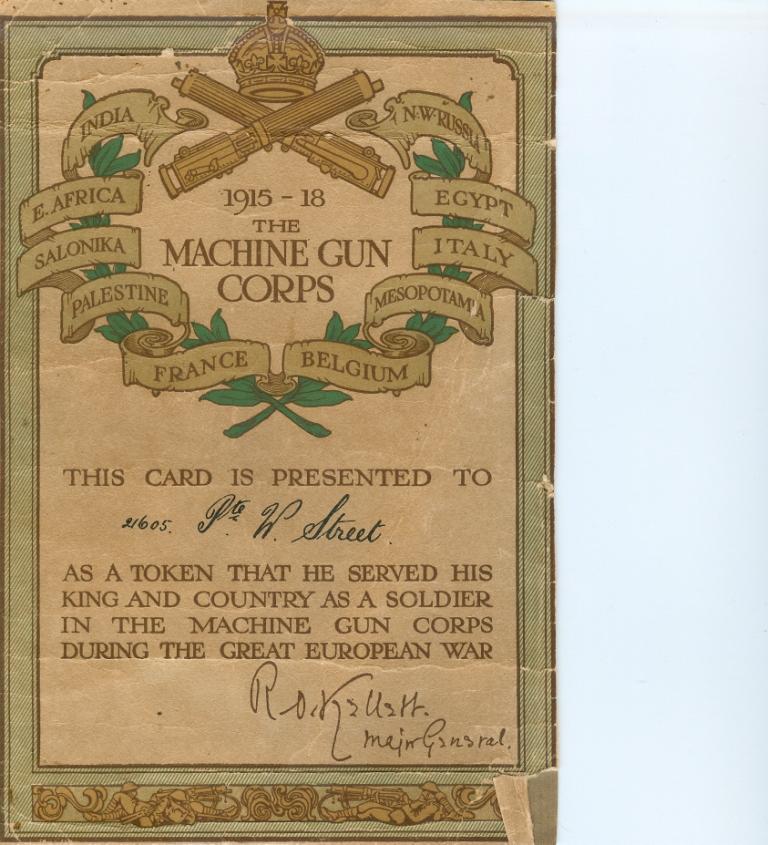 INDIA
N·W·RUSSIA
E. AFRICA
EGYPT
SALONIKA
ITALY
PALESTINE
MESOPOTAMIA
FRANCE
BELGIUM
1915 - 18
THE
MACHINE GUN
CORPS
THIS CARD IS PRESENTED TO
21605. Pte W. Street.
AS A TOKEN THAT HE SERVED HIS
KING AND COUNTRY AS A SOLDIER
IN THE MACHINE GUN CORPS
DURING THE GREAT EUROPEAN WAR
R.O. Kellett.
Major General.